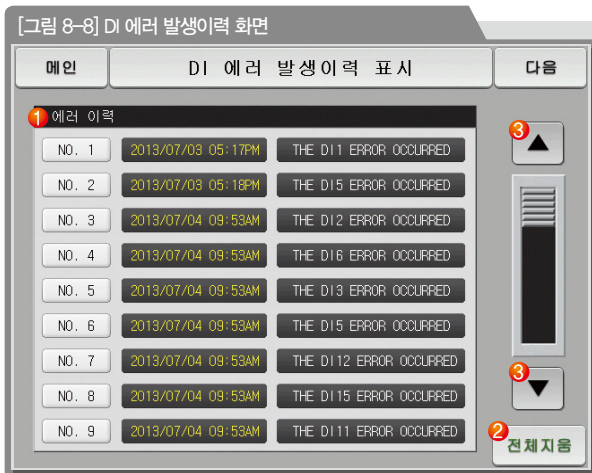 [그림 8-8] DI 에러 발생이력 화면
메인 DI 에러 발생이력 표시 다음
1 에러 이력
3 ▲
NO. 1 2013/07/03 05:17PM THE DI1 ERROR OCCURRED
NO. 2 2013/07/03 05:18PM THE DI5 ERROR OCCURRED
NO. 3 2013/07/04 09:53AM THE DI2 ERROR OCCURRED
NO. 4 2013/07/04 09:53AM THE DI6 ERROR OCCURRED
NO. 5 2013/07/04 09:53AM THE DI3 ERROR OCCURRED
NO. 6 2013/07/04 09:53AM THE DI5 ERROR OCCURRED
NO. 7 2013/07/04 09:53AM THE DI12 ERROR OCCURRED
NO. 8 2013/07/04 09:53AM THE DI15 ERROR OCCURRED
NO. 9 2013/07/04 09:53AM THE DI11 ERROR OCCURRED
3 ▼
2 전체지움